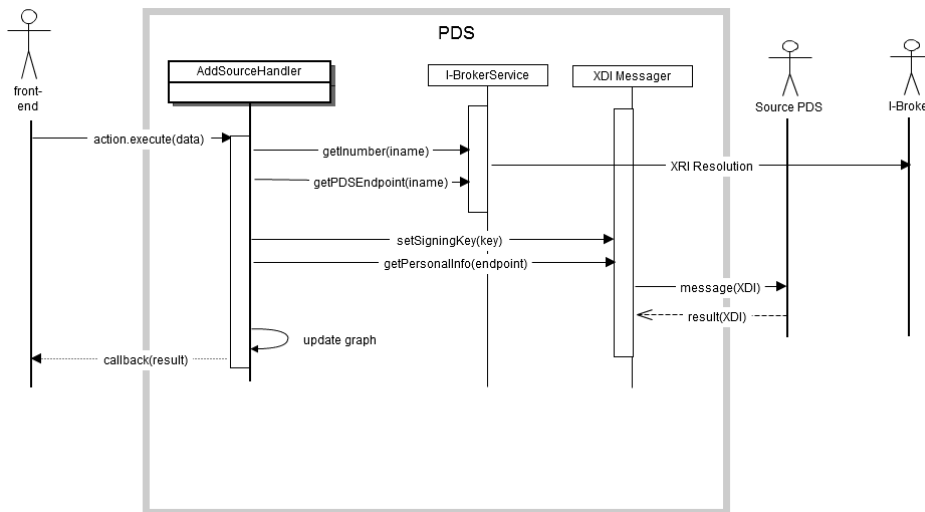 PDS
AddSourceHandler
I-BrokerService
XDI Messager
front-
end
Source PDS
I-Broker
action.execute(data)
getInumber(iname)
XRI Resolution
getPDSEndpoint(iname)
setSigningKey(key)
getPersonalInfo(endpoint)
message(XDI)
result(XDI)
update graph
callback(result)